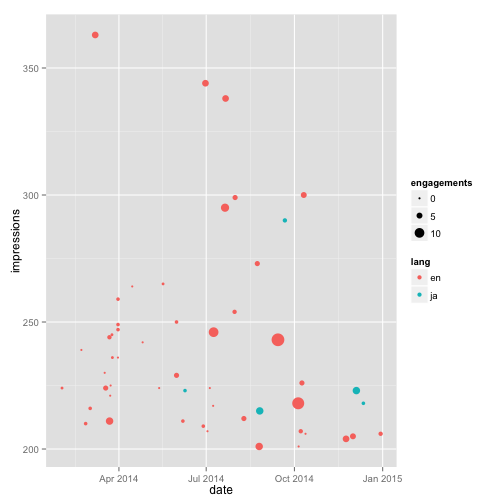 350
300
250
200
impressions
Apr 2014
Jul 2014
Oct 2014
Jan 2015
date
engagements
0
5
10
lang
en
ja